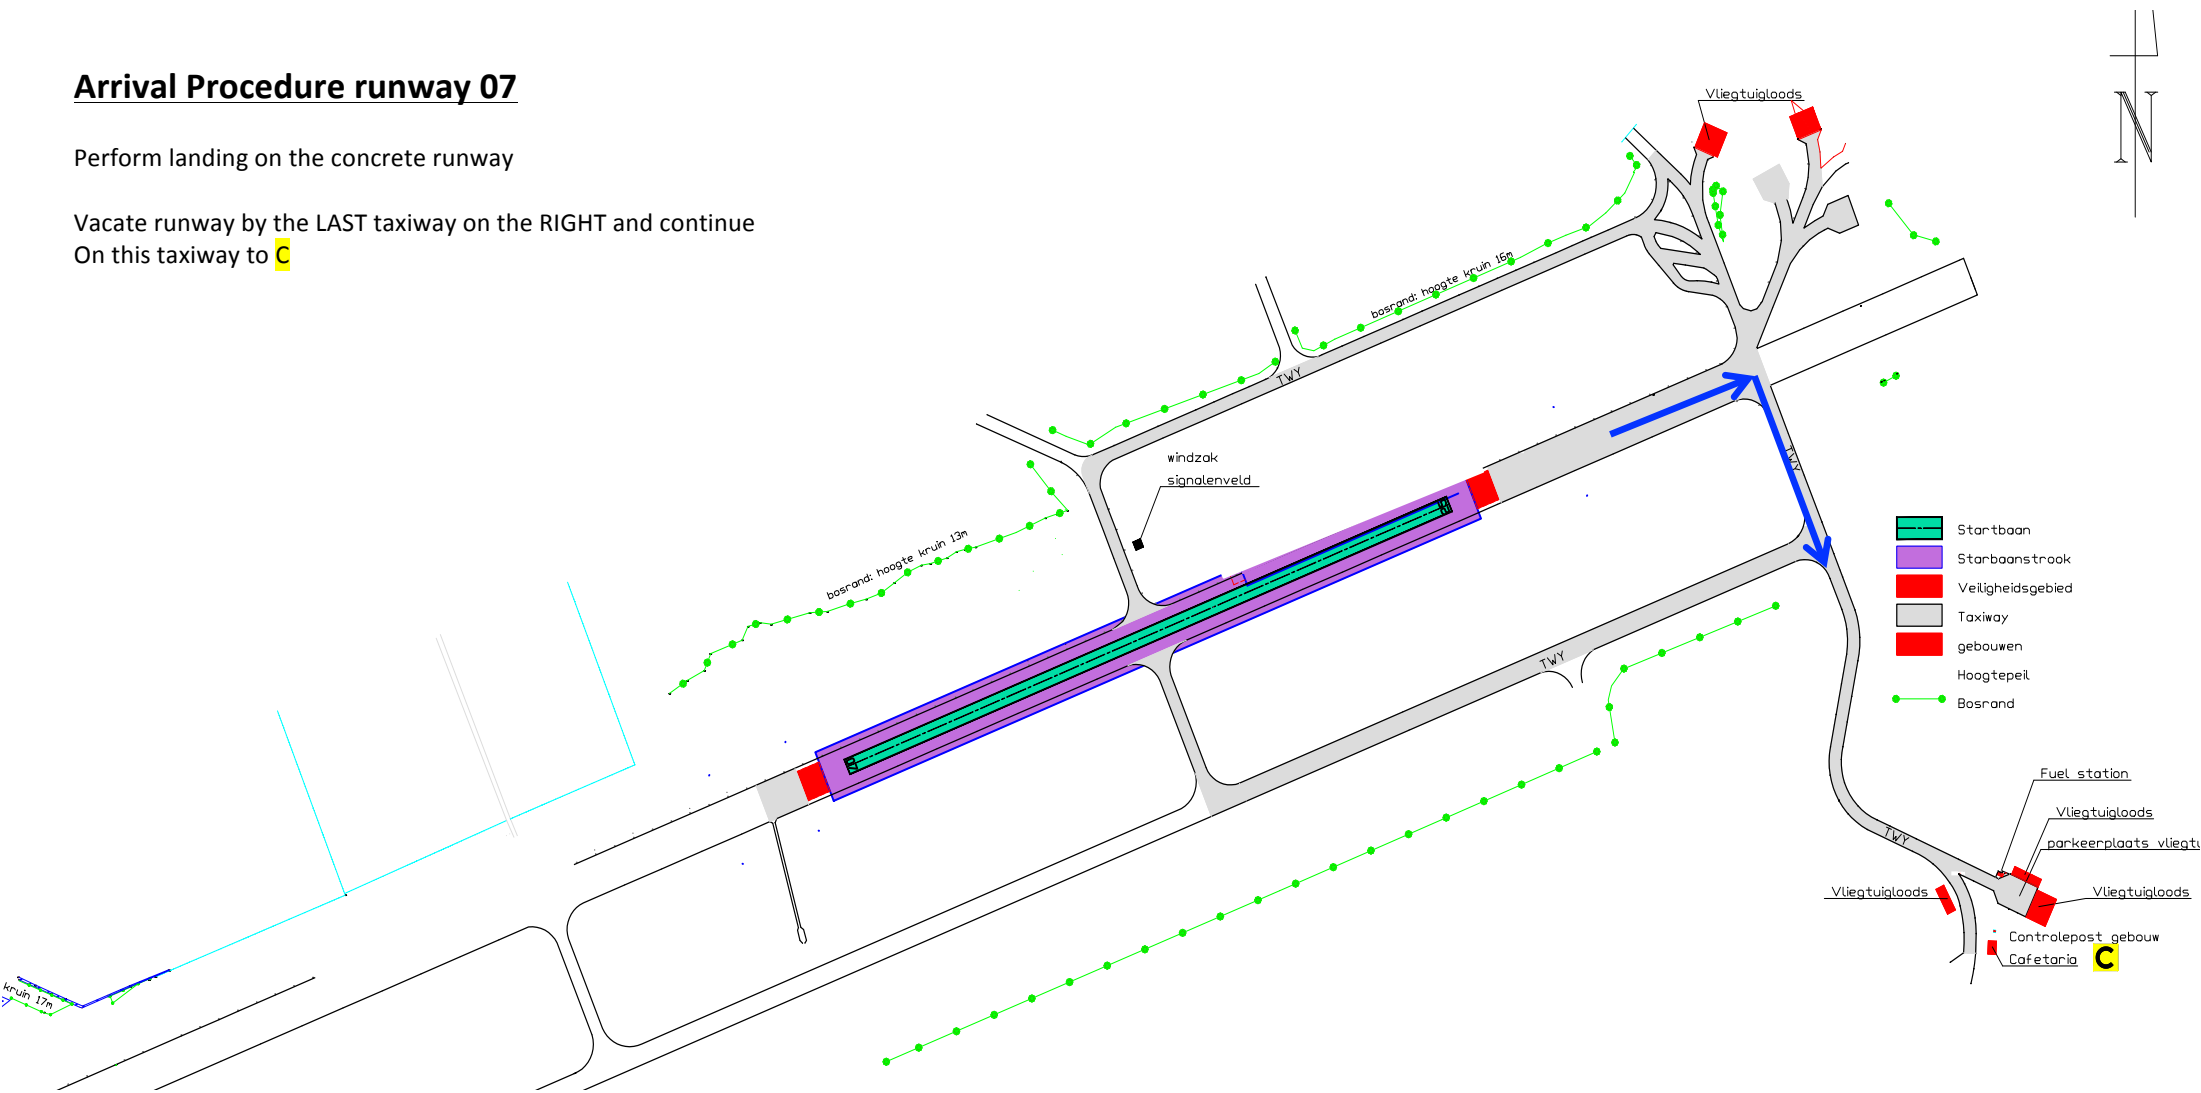 Arrival Procedure runway 07
Perform landing on the concrete runway
Vacate runway by the LAST taxiway on the RIGHT and continue
On this taxiway to C
N
Vliegtuigloods
bosrand: hoogte kruin 16m
TWY
windzak
signalenveld
TWY
bosrand: hoogte kruin 13m
Startbaan
Starbaanstrook
Veiligheidsgebied
Taxiway
gebouwen
Hoogtepeil
Bosrand
TWY
Fuel station
Vliegtuigloods
TWY
parkeerplaats vliegtu
Vliegtuigloods
Vliegtuigloods
Controlepost gebouw
Cafetaria C
kruin 17m